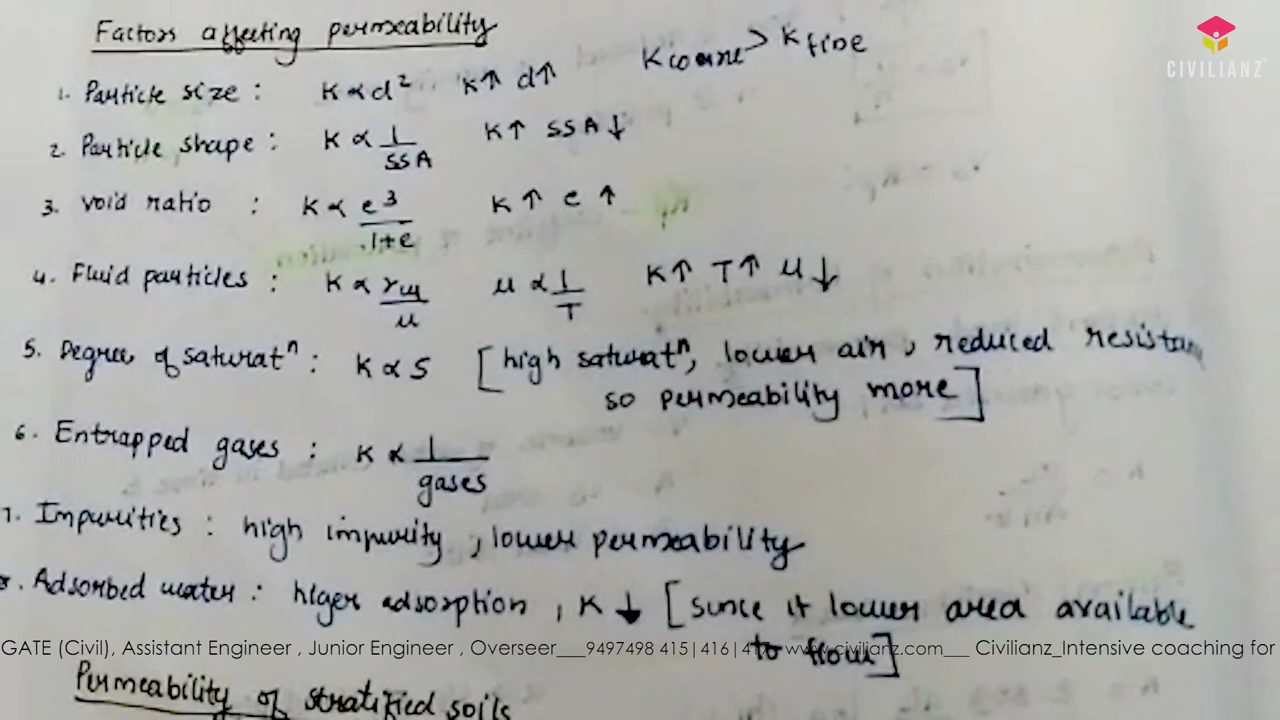 Factors affecting permeability
CIVILIANZ
1. Particle size : K ∝ d² K↑ d↑ K coarse > K fine
2. Particle shape : K ∝ 1/SSA K↑ SSA↓
3. Void ratio : K ∝ e³/1+e K↑ e↑
4. Fluid particles : K ∝ γw/μ μ ∝ 1/T K↑ T↑ μ↓
5. Degree of saturatⁿ : K ∝ S [high saturatⁿ, lower air, reduced
so permeability more]
6. Entrapped gases : K ∝ 1/gases
7. Impurities : high impurity, lower permeability
8. Adsorbed water : higer adsorption, K↓ [since it lower area available
to flow]
GATE (Civil), Assistant Engineer , Junior Engineer , Overseer___9497498 415|416| www.civilianz.com___ Civilianz_Intensive coaching for
Permeability of stratified soils